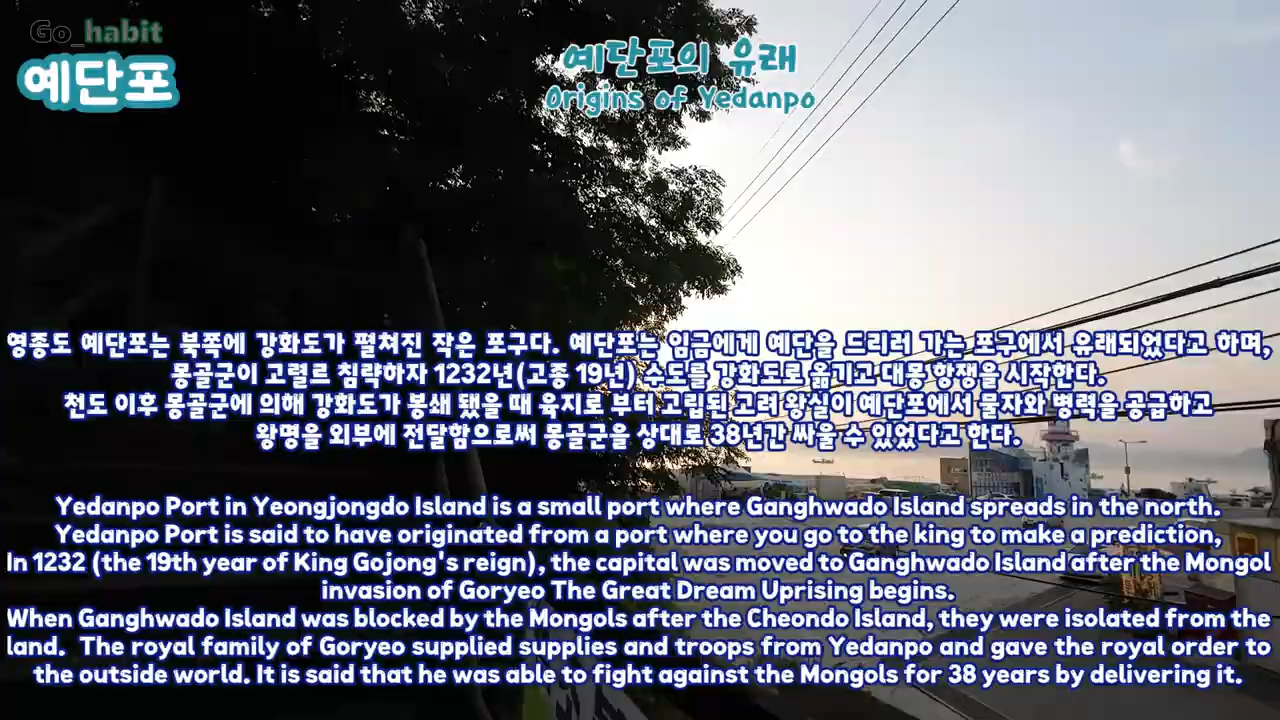 Go_habit
예단포
예단포의 유래
Origins of Yedanpo
영종도 예단포는 북쪽에 강화도가 펼쳐진 작은 포구다. 예단포는 임금에게 예단을 드리러 가는 포구에서 유래되었다고 하며,
몽골군이 고렬르 침략하자 1232년(고종 19년) 수도를 강화도로 옮기고 대몽 항쟁을 시작한다.
천도 이후 몽골군에 의해 강화도가 봉쇄 됐을 때 육지로 부터 고립된 고려 왕실이 예단포에서 물자와 병력을 공급하고
왕명을 외부에 전달함으로써 몽골군을 상대로 38년간 싸울 수 있었다고 한다.
Yedanpo Port in Yeongjongdo Island is a small port where Ganghwado Island spreads in the north.
Yedanpo Port is said to have originated from a port where you go to the king to make a prediction,
In 1232 (the 19th year of King Gojong's reign), the capital was moved to Ganghwado Island after the Mongol
invasion of Goryeo The Great Dream Uprising begins.
When Ganghwado Island was blocked by the Mongols after the Cheondo Island, they were isolated from the
land. The royal family of Goryeo supplied supplies and troops from Yedanpo and gave the royal order to
the outside world. It is said that he was able to fight against the Mongols for 38 years by delivering it.